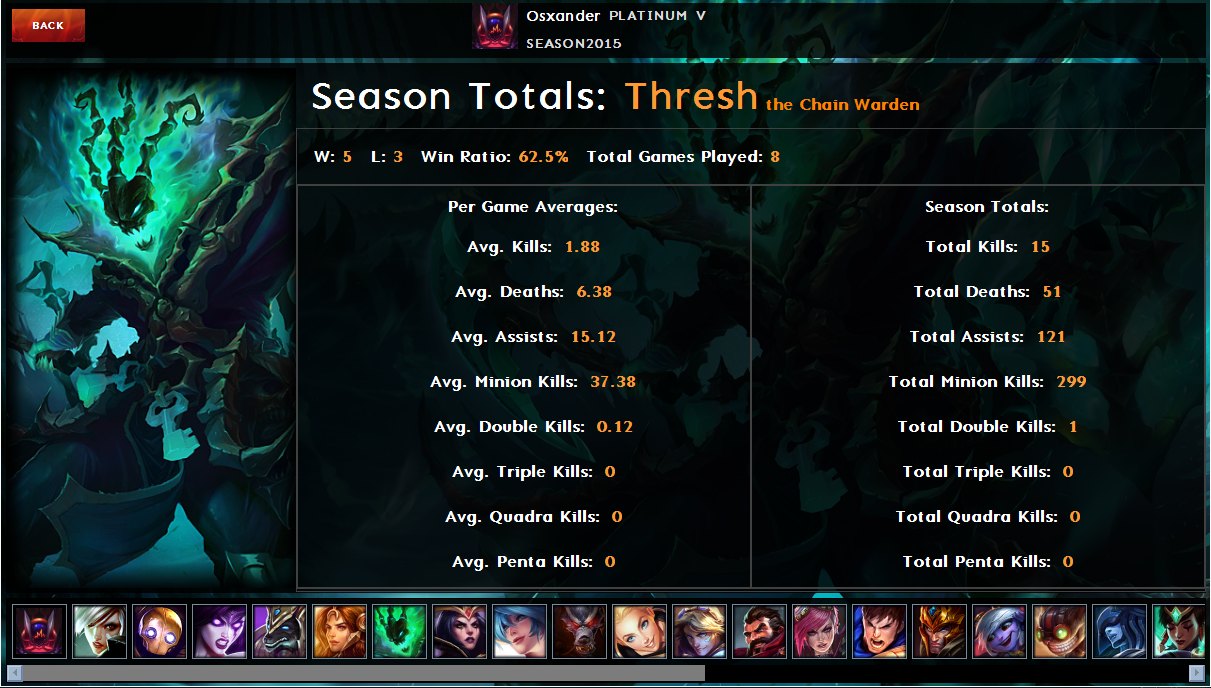 BACK
Osxander PLATINUM V
SEASON2015
Season Totals: Thresh the Chain Warden
W: 5 L: 3 Win Ratio: 62.5% Total Games Played: 8
Per Game Averages:
Avg. Kills: 1.88
Avg. Deaths: 6.38
Avg. Assists: 15.12
Avg. Minion Kills: 37.38
Avg. Double Kills: 0.12
Avg. Triple Kills: 0
Avg. Quadra Kills: 0
Avg. Penta Kills: 0
Season Totals:
Total Kills: 15
Total Deaths: 51
Total Assists: 121
Total Minion Kills: 299
Total Double Kills: 1
Total Triple Kills: 0
Total Quadra Kills: 0
Total Penta Kills: 0